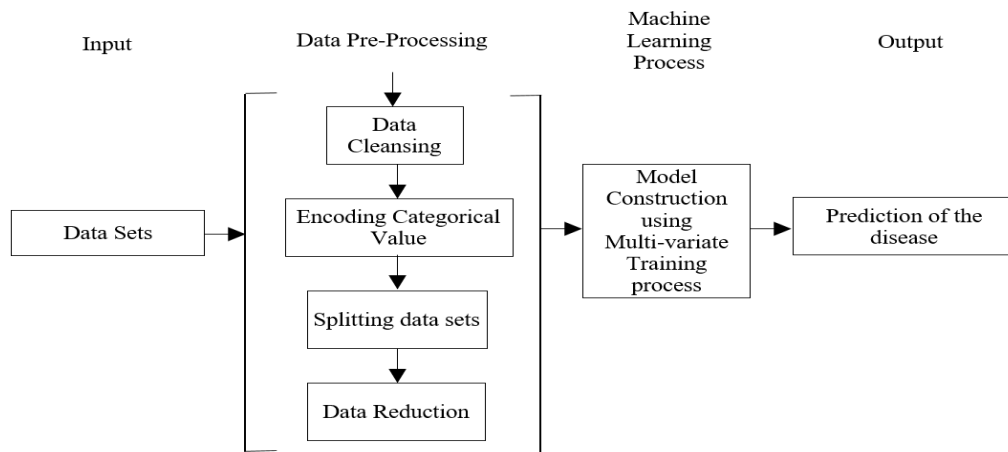 Input
Data Pre-Processing
Machine
Learning
Process
Output
Data
Cleansing
Encoding Categorical
Value
Splitting data sets
Data Reduction
Data Sets
Model
Construction
using
Multi-variate
Training
process
Prediction of the
disease